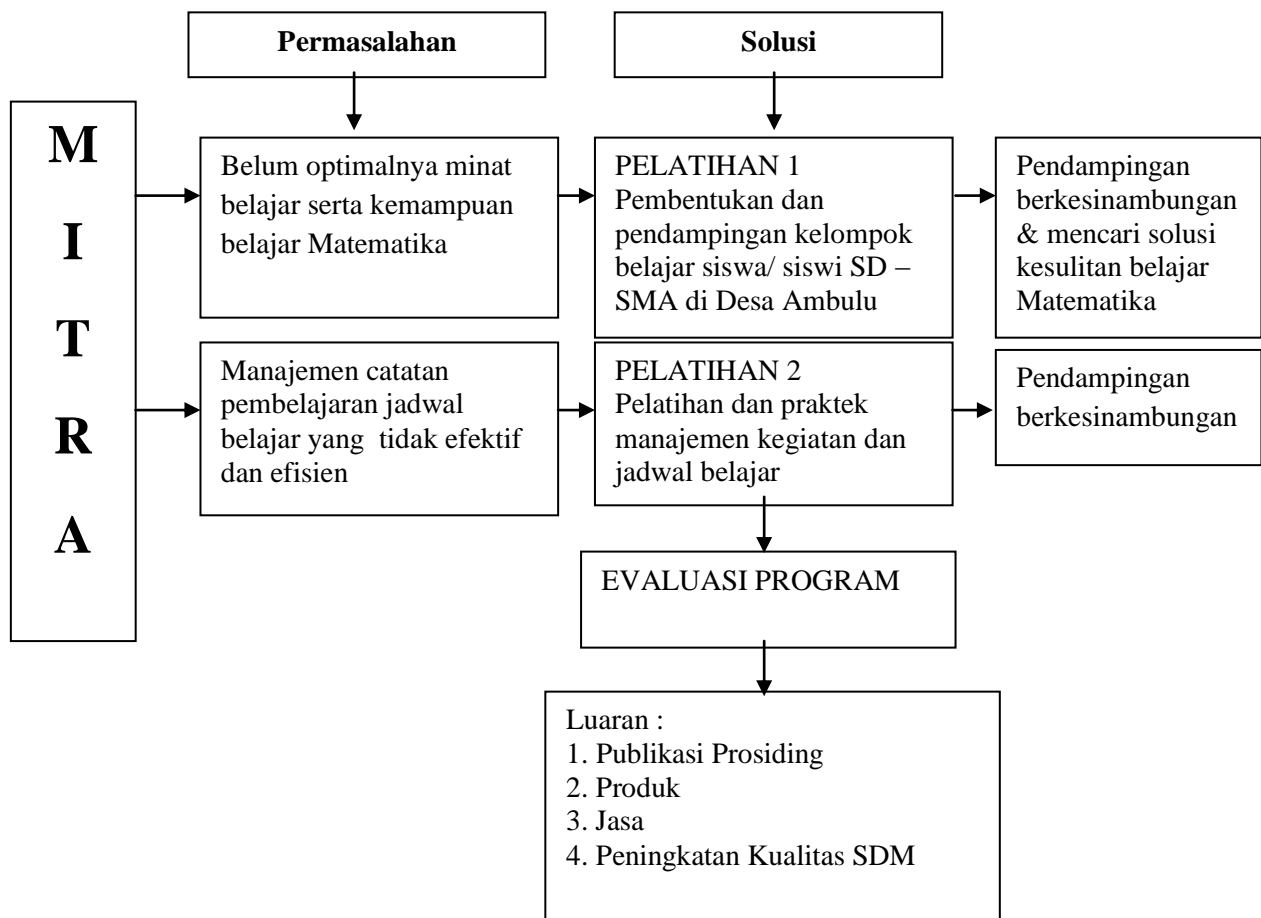 Permasalahan
Solusi
M
I
T
R
A
Belum optimalnya minat
belajar serta kemampuan
belajar Matematika
PELATIHAN 1
Pembentukan dan
pendampingan kelompok
belajar siswa/ siswi SD –
SMA di Desa Ambulu
Pendampingan
berkesinambungan
& mencari solusi
kesulitan belajar
Matematika
Manajemen catatan
pembelajaran jadwal
belajar yang  tidak efektif
dan efisien
PELATIHAN 2
Pelatihan dan praktek
manajemen kegiatan dan
jadwal belajar
Pendampingan
berkesinambungan
EVALUASI PROGRAM
Luaran :
1. Publikasi Prosiding
2. Produk
3. Jasa
4. Peningkatan Kualitas SDM